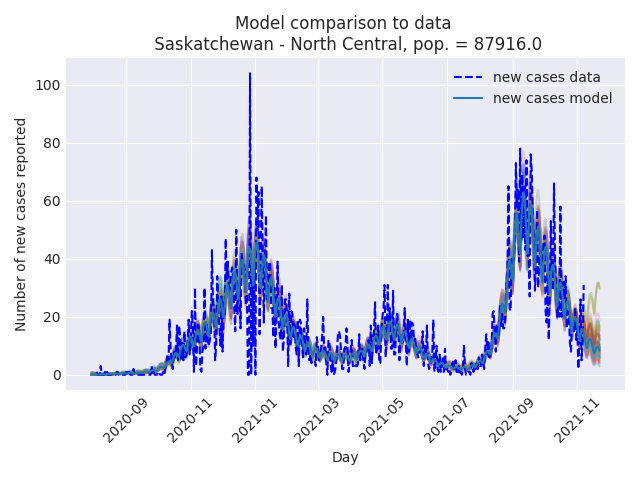 Model comparison to data
Saskatchewan - North Central, pop. = 87916.0
new cases data
new cases model
Number of new cases reported
100
80
60
40
20
0
2020-09
2020-11
2021-01
2021-03
2021-05
2021-07
2021-09
2021-11
Day